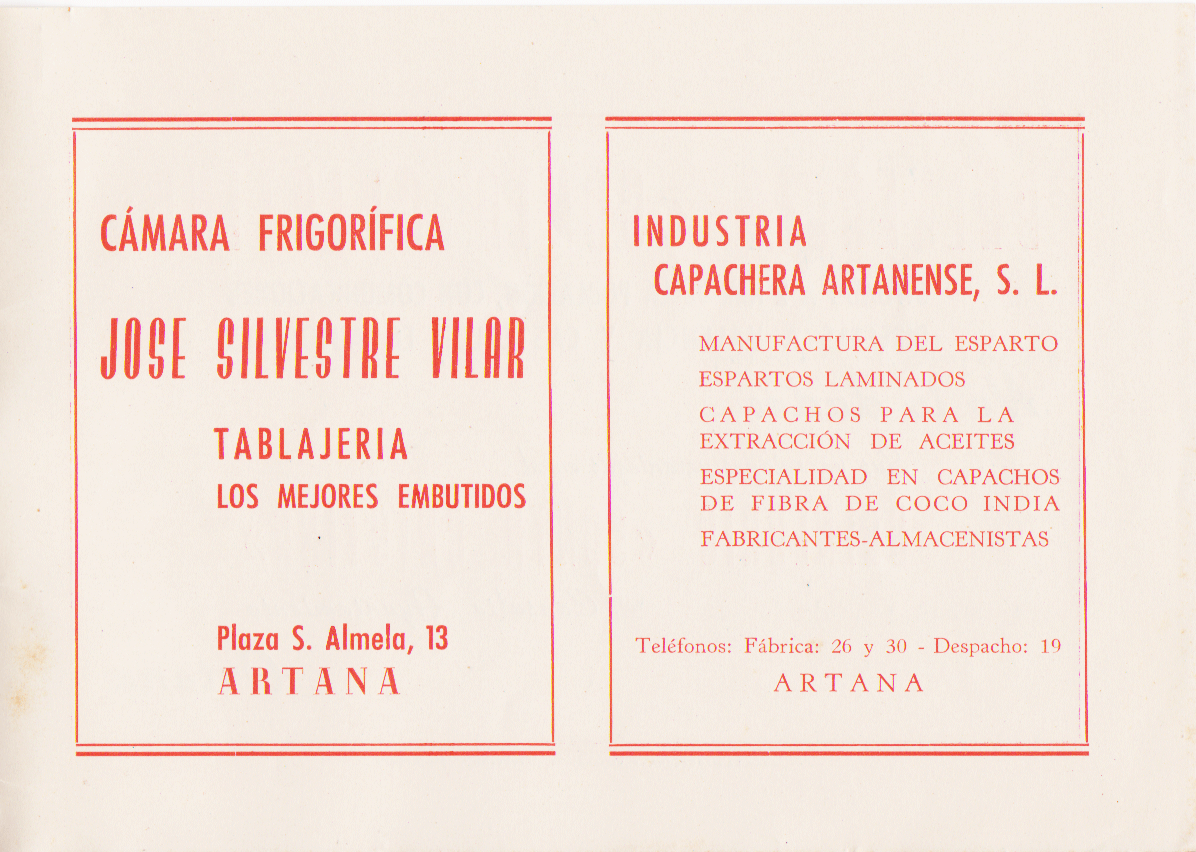 CÁMARA FRIGORÍFICA
JOSE SILVESTRE VILAR
TABLAJERIA
LOS MEJORES EMBUTIDOS
Plaza S. Almela, 13
ARTANA
INDUSTRIA
CAPACHERA ARTANENSE, S. L.
MANUFACTURA DEL ESPARTO
ESPARTOS LAMINADOS
CAPACHOS PARA LA
EXTRACCIÓN DE ACEITES
ESPECIALIDAD EN CAPACHOS
DE FIBRA DE COCO INDIA
FABRICANTES-ALMACENISTAS
Teléfonos: Fábrica: 26 y 30 - Despacho: 19
ARTANA